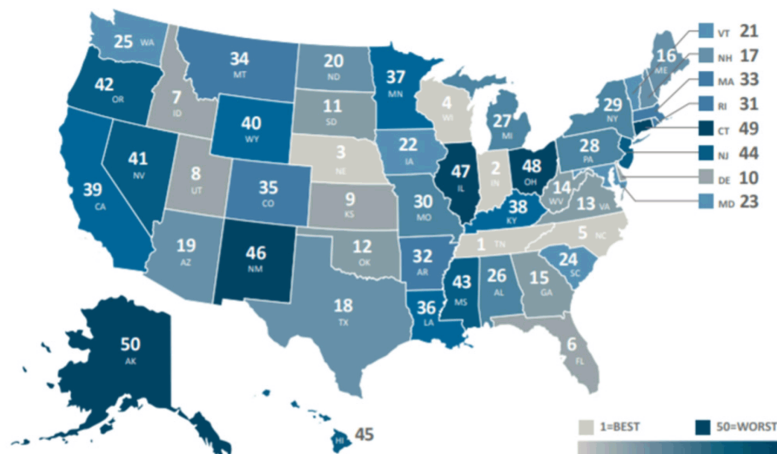 25 WA
42
OR
39
CA
41
NV
7
ID
34
MT
40
WY
8
UT
19
AZ
35
CO
46
NM
20
ND
11
SD
3
NE
9
KS
12
OK
18
TX
37
MN
22
IA
30
MO
32
AR
36
LA
4
WI
47
IL
27
MI
2
IN
48
OH
38
KY
1 TN
43
MS
26
AL
15
GA
6
FL
24
SC
5 NC
13 VA
14
WV
28
PA
29
NY
16
ME
VT 21
NH 17
MA 33
RI 31
CT 49
NJ 44
DE 10
MD 23
50
AK
HI 45
1=BEST 50=WORST